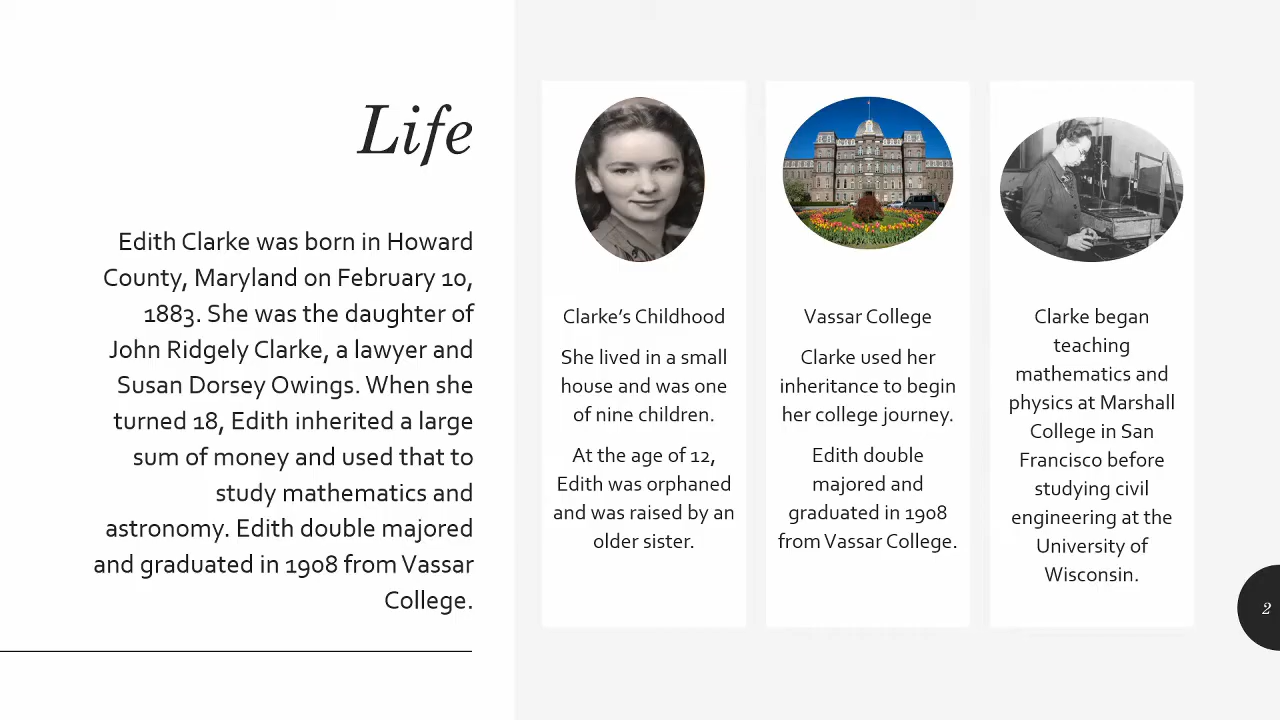 Life
Edith Clarke was born in Howard
County, Maryland on February 10,
1883. She was the daughter of
John Ridgely Clarke, a lawyer and
Susan Dorsey Owings. When she
turned 18, Edith inherited a large
sum of money and used that to
study mathematics and
astronomy. Edith double majored
and graduated in 1908 from Vassar
College.
Clarke’s Childhood
She lived in a small
house and was one
of nine children.
At the age of 12,
Edith was orphaned
and was raised by an
older sister.
Vassar College
Clarke used her
inheritance to begin
her college journey.
Edith double
majored and
graduated in 1908
from Vassar College.
Clarke began
teaching
mathematics and
physics at Marshall
College in San
Francisco before
studying civil
engineering at the
University of
Wisconsin.
2